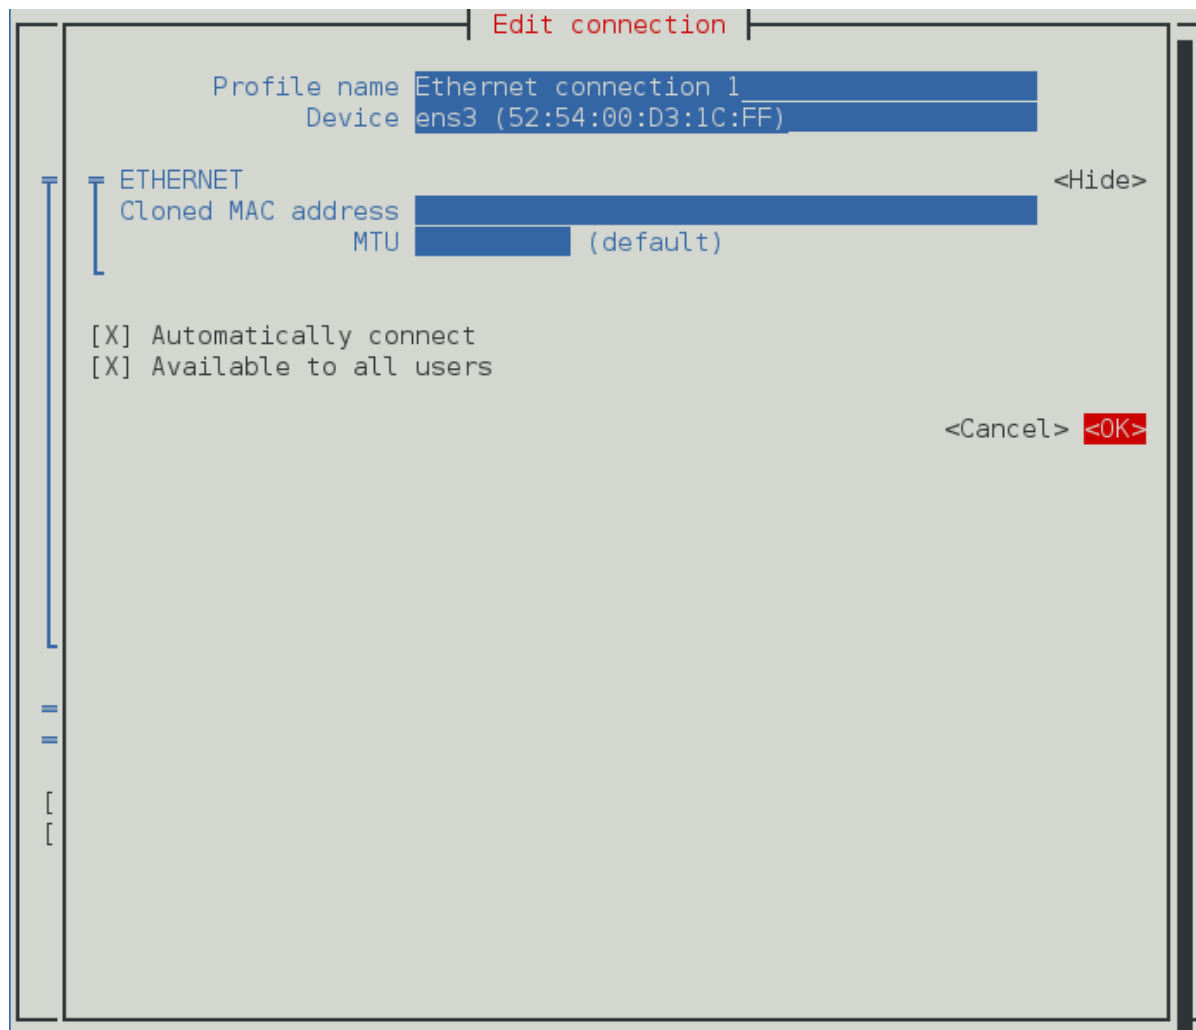 Edit connection
Profile name Ethernet connection 1
Device ens3 (52:54:00:D3:1C:FF)
ETHERNET <Hide>
Cloned MAC address
MTU (default)
[X] Automatically connect
[X] Available to all users
<Cancel> <OK>
[
[